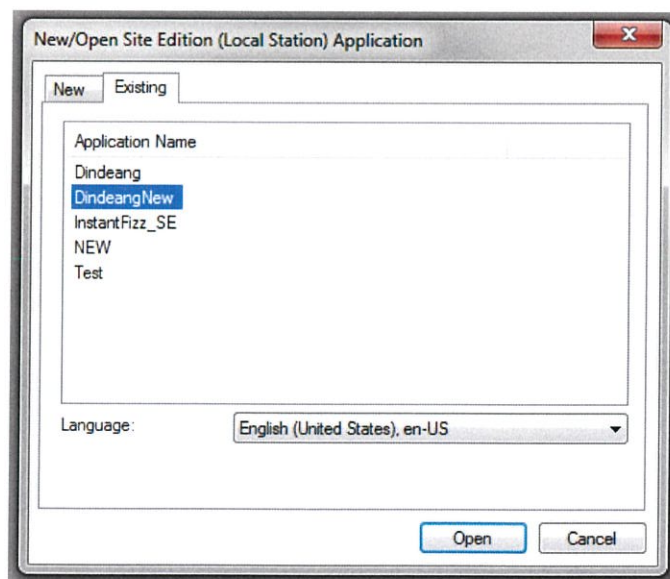 New/Open Site Edition (Local Station) Application
New Existing
Application Name
Dindeang
DindeangNew
InstantFizz_SE
NEW
Test
Language: English (United States), en-US
Open Cancel